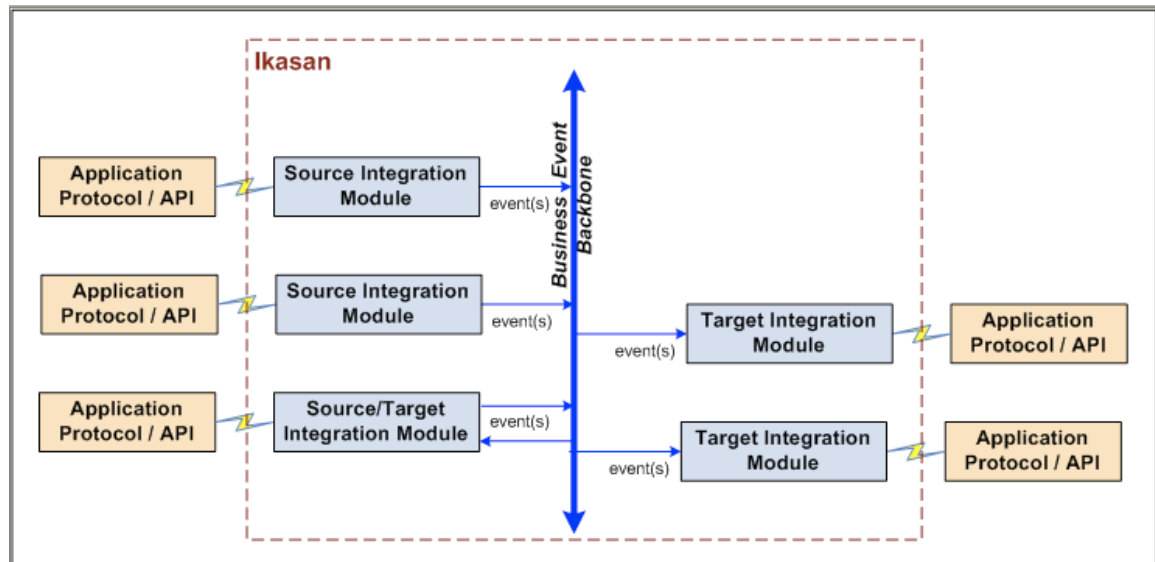 Ikasan
Business Event
Backbone
Application
Protocol / API
Source Integration
Module
event(s)
Application
Protocol / API
Source Integration
Module
event(s)
Target Integration
Module
event(s)
Application
Protocol / API
Application
Protocol / API
Source/Target
Integration Module
event(s)
Target Integration
Module
event(s)
Application
Protocol / API